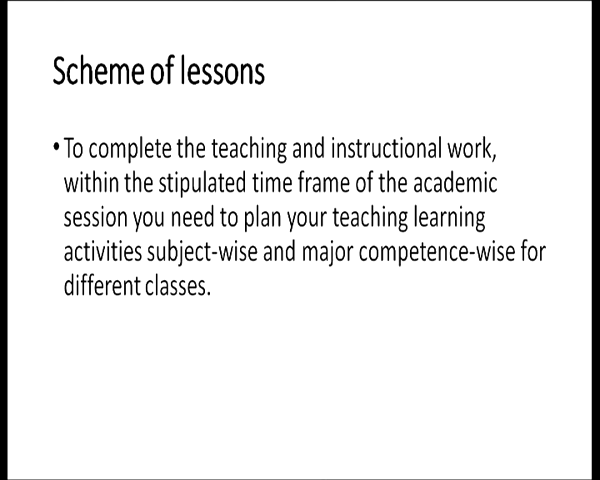 Scheme of lessons
• To complete the teaching and instructional work,
within the stipulated time frame of the academic
session you need to plan your teaching learning
activities subject-wise and major competence-wise for
different classes.